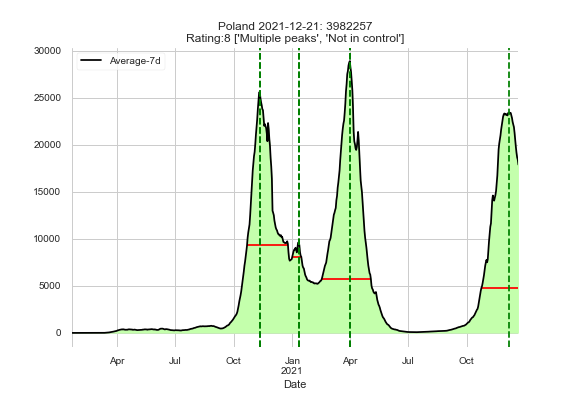 Poland 2021-12-21: 3982257
Rating:8 ['Multiple peaks', 'Not in control']
Average-7d
30000
25000
20000
15000
10000
5000
0
Apr Jul Oct Jan Apr Jul Oct
2021
Date